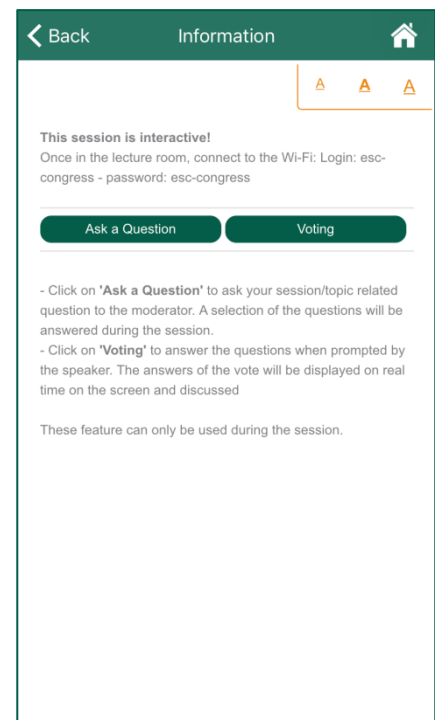 Back
Information
A A A
This session is interactive!
Once in the lecture room, connect to the Wi-Fi: Login: esc-
congress - password: esc-congress
Ask a Question
Voting
- Click on 'Ask a Question' to ask your session/topic related
question to the moderator. A selection of the questions will be
answered during the session.
- Click on 'Voting' to answer the questions when prompted by
the speaker. The answers of the vote will be displayed on real
time on the screen and discussed
These feature can only be used during the session.